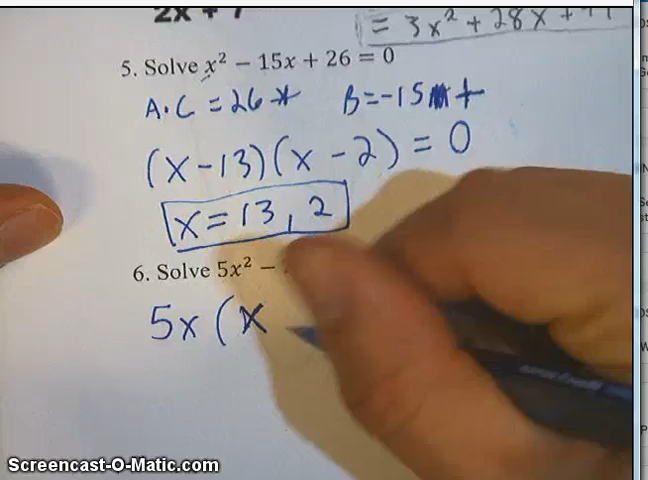 2x + 7
= 3x² + 28x +
5. Solve x² − 15x + 26 = 0
A·C = 26 * B = -15 +
(x - 13)(x - 2) = 0
x = 13, 2
6. Solve 5x² −
5x (x
Screencast-O-Matic.com